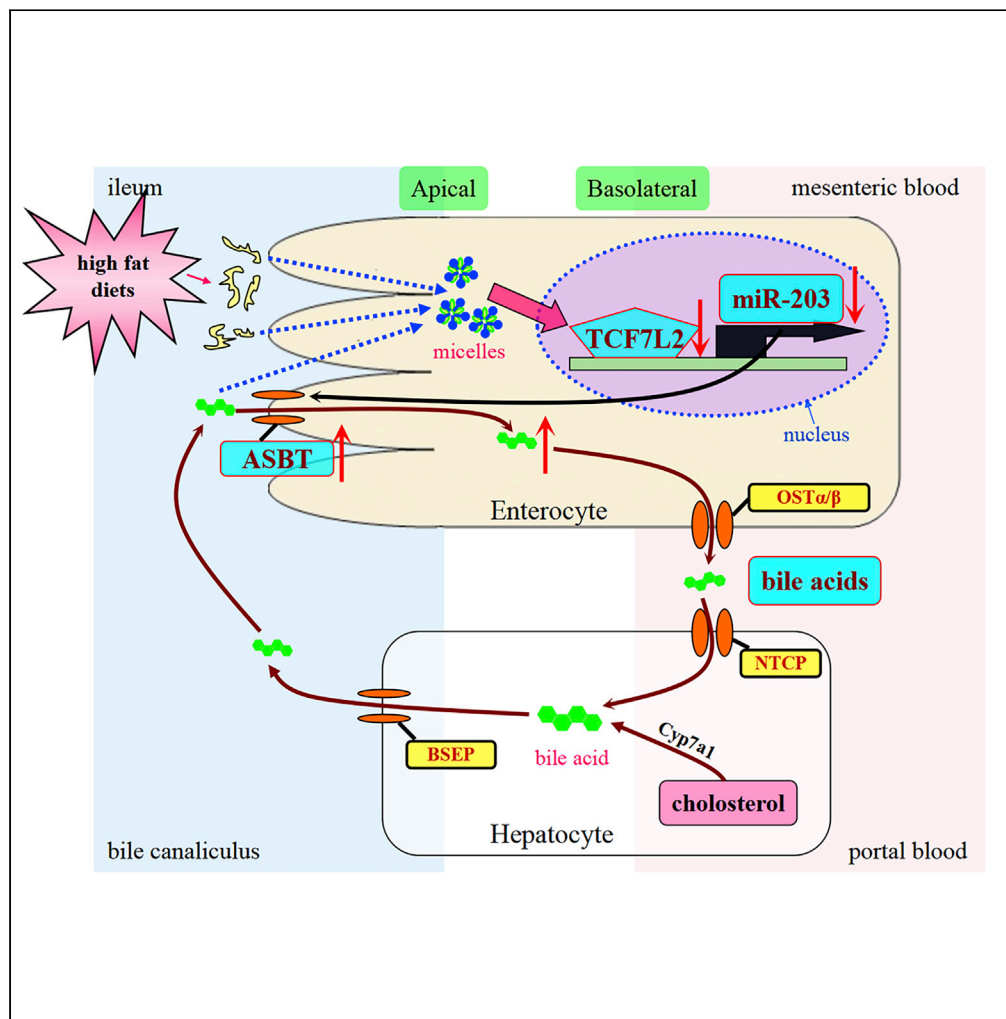 ileum
Apical
Basolateral
mesenteric blood
high fat
diets
miR-203
TCF7L2
micelles
nucleus
ASBT
OSTα/β
Enterocyte
bile acids
NTCP
Cyp7a1
BSEP
bile acid
cholosterol
Hepatocyte
bile canaliculus
portal blood